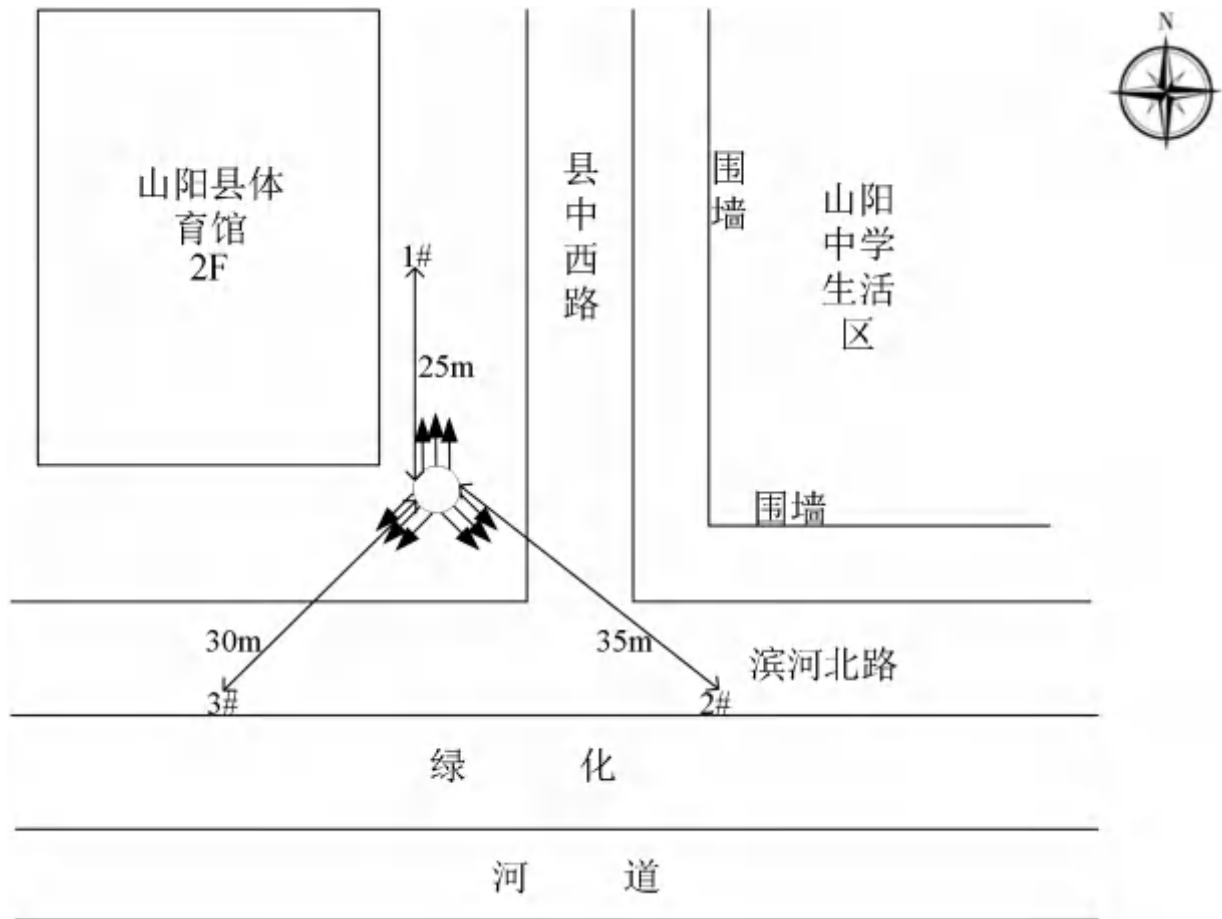 N
山阳县体
育馆
2F
县中西路
围墙
山阳
中学
生活
区
1#
25m
围墙
30m
35m
滨河北路
3#
2#
绿 化
河 道